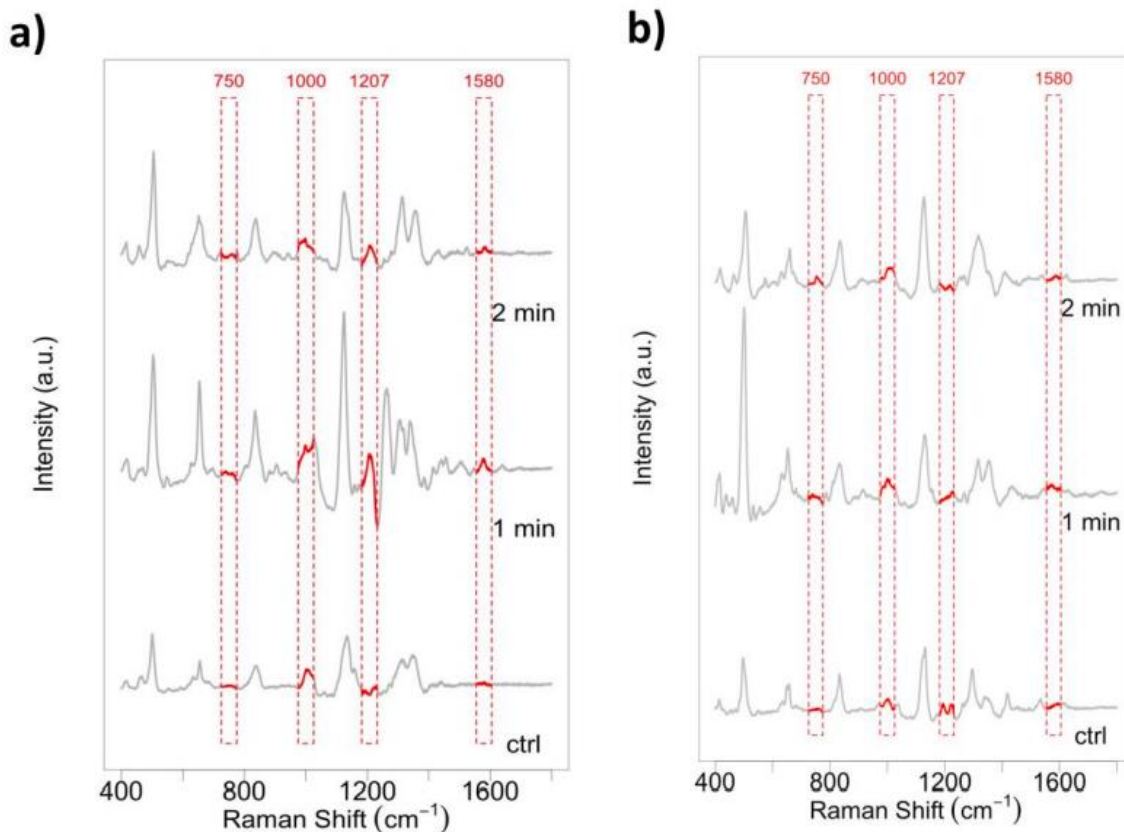 a)
750 1000 1207 1580
2 min
1 min
ctrl
Intensity (a.u.)
400 800 1200 1600
Raman Shift (cm⁻¹)
b)
750 1000 1207 1580
2 min
1 min
ctrl
Intensity (a.u.)
400 800 1200 1600
Raman Shift (cm⁻¹)